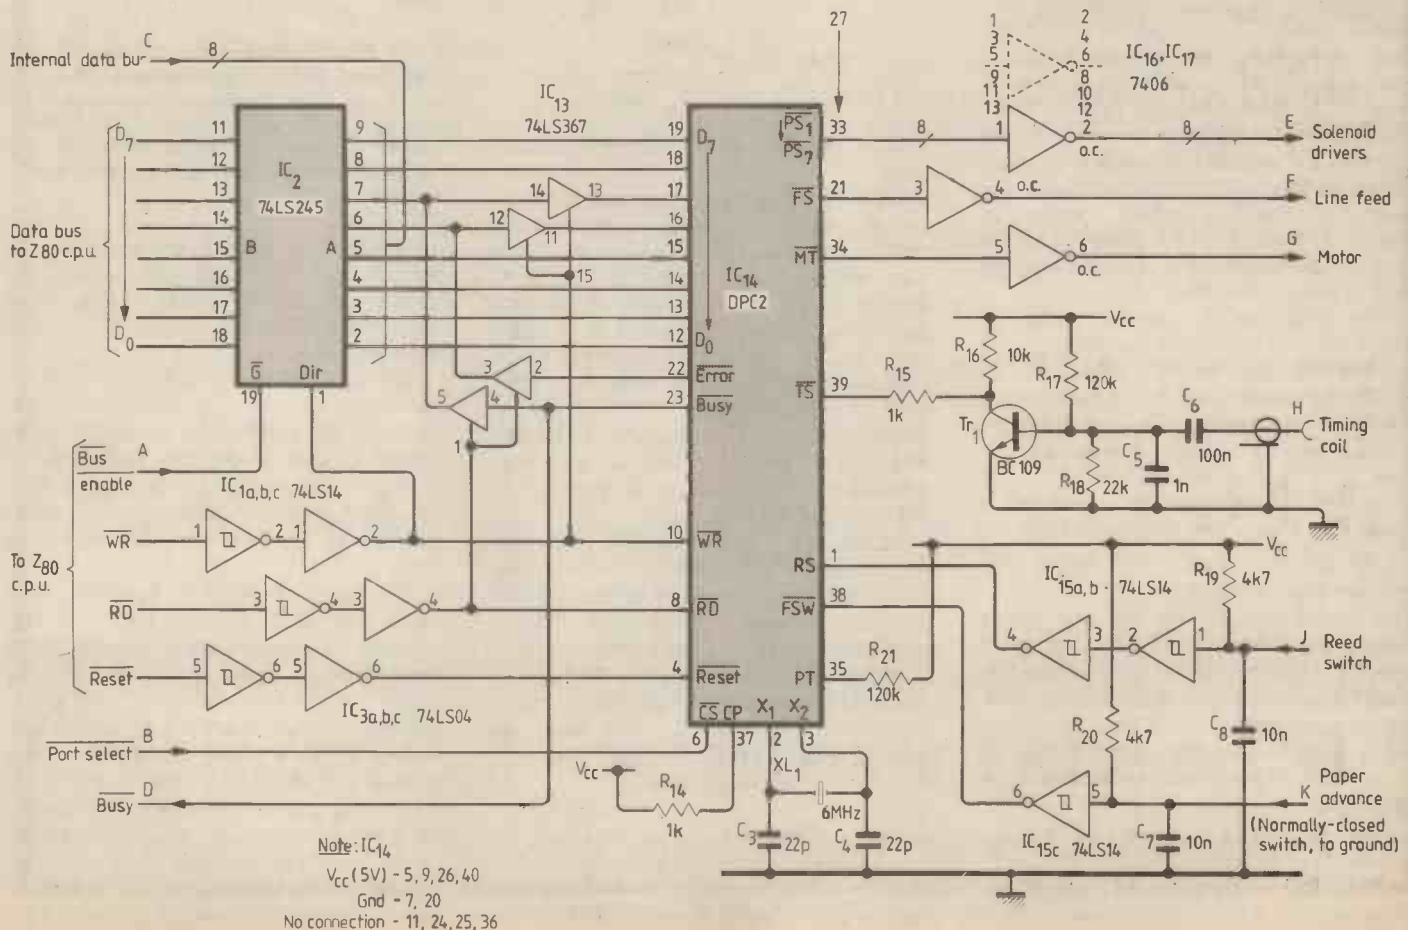 C
Internal data bu
8
D7
11
12
13
14
15
16
17
18
D0
Data bus
to Z80 c.p.u.
B
IC2
74LS245
A
G
Dir
19
1
9
8
7
6
5
4
3
2
IC13
74LS367
14
13
12
11
15
3
2
5
4
1
19
18
17
16
15
14
13
12
22
23
10
8
4
D7
D0
Error
Busy
WR
RD
Reset
IC14
DPC2
PS1
PS7
FS
MT
TS
RS
FSW
PT
CS CP X1 X2
6
37
2
3
27
33
21
34
39
1
38
35
8
1
3
5
9
11
13
2
4
6
8
10
12
IC16, IC17
7406
1
2
o.c.
8
E
Solenoid
drivers
3
4
o.c.
F
Line feed
5
6
o.c.
G
Motor
VCC
R16
10k
R17
120k
R15
1k
Tr1
BC109
R18
22k
C5
1n
C6
100n
H
Timing
coil
VCC
R19
4k7
IC15a,b 74LS14
4
3
2
1
J
Reed
switch
R21
120k
R20
4k7
C8
10n
6
5
IC15c 74LS14
C7
10n
K
Paper
advance
(Normally-closed
switch, to ground)
Bus
enable
A
IC1a,b,c 74LS14
To Z80
c.p.u.
WR
1
2
1
2
RD
3
4
3
4
Reset
5
6
5
6
IC3a,b,c 74LS04
Port select
B
Busy
D
VCC
R14
1k
XL1
6MHz
C3
22p
C4
22p
Note: IC14
VCC (5V) - 5, 9, 26, 40
Gnd - 7, 20
No connection - 11, 24, 25, 36